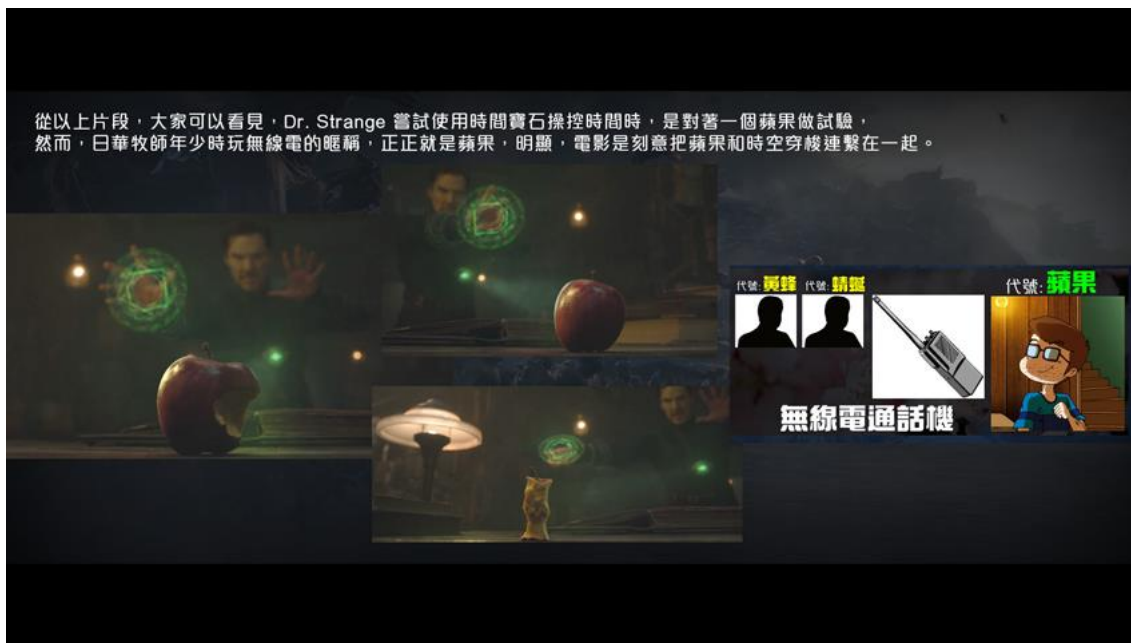 從以上片段，大家可以看見，Dr. Strange 嘗試使用時間寶石操控時間時，是對著一個蘋果做試驗，
然而，日華牧師年少時玩無線電的暱稱，正正就是蘋果，明顯，電影是刻意把蘋果和時空穿梭連繫在一起。
代號:黃蜂 代號:蜻蜓 代號:蘋果
無線電通話機